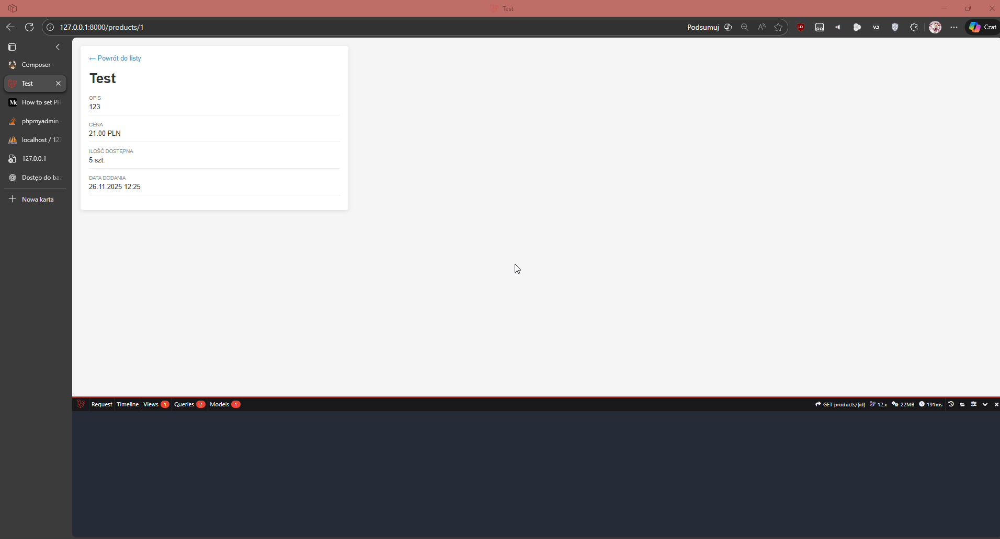 Test
127.0.0.1:8000/products/1
Podsumuj
Czat
Composer
Test
How to set PH
phpmyadmin
localhost / 127
127.0.0.1
Dostęp do baz
Nowa karta
← Powrót do listy
Test
OPIS
123
CENA
21.00 PLN
ILOŚĆ DOSTĘPNA
5 szt.
DATA DODANIA
26.11.2025 12:25
Request Timeline Views 1 Queries 2 Models 1
GET products/{id} 12.x 22MB 191ms